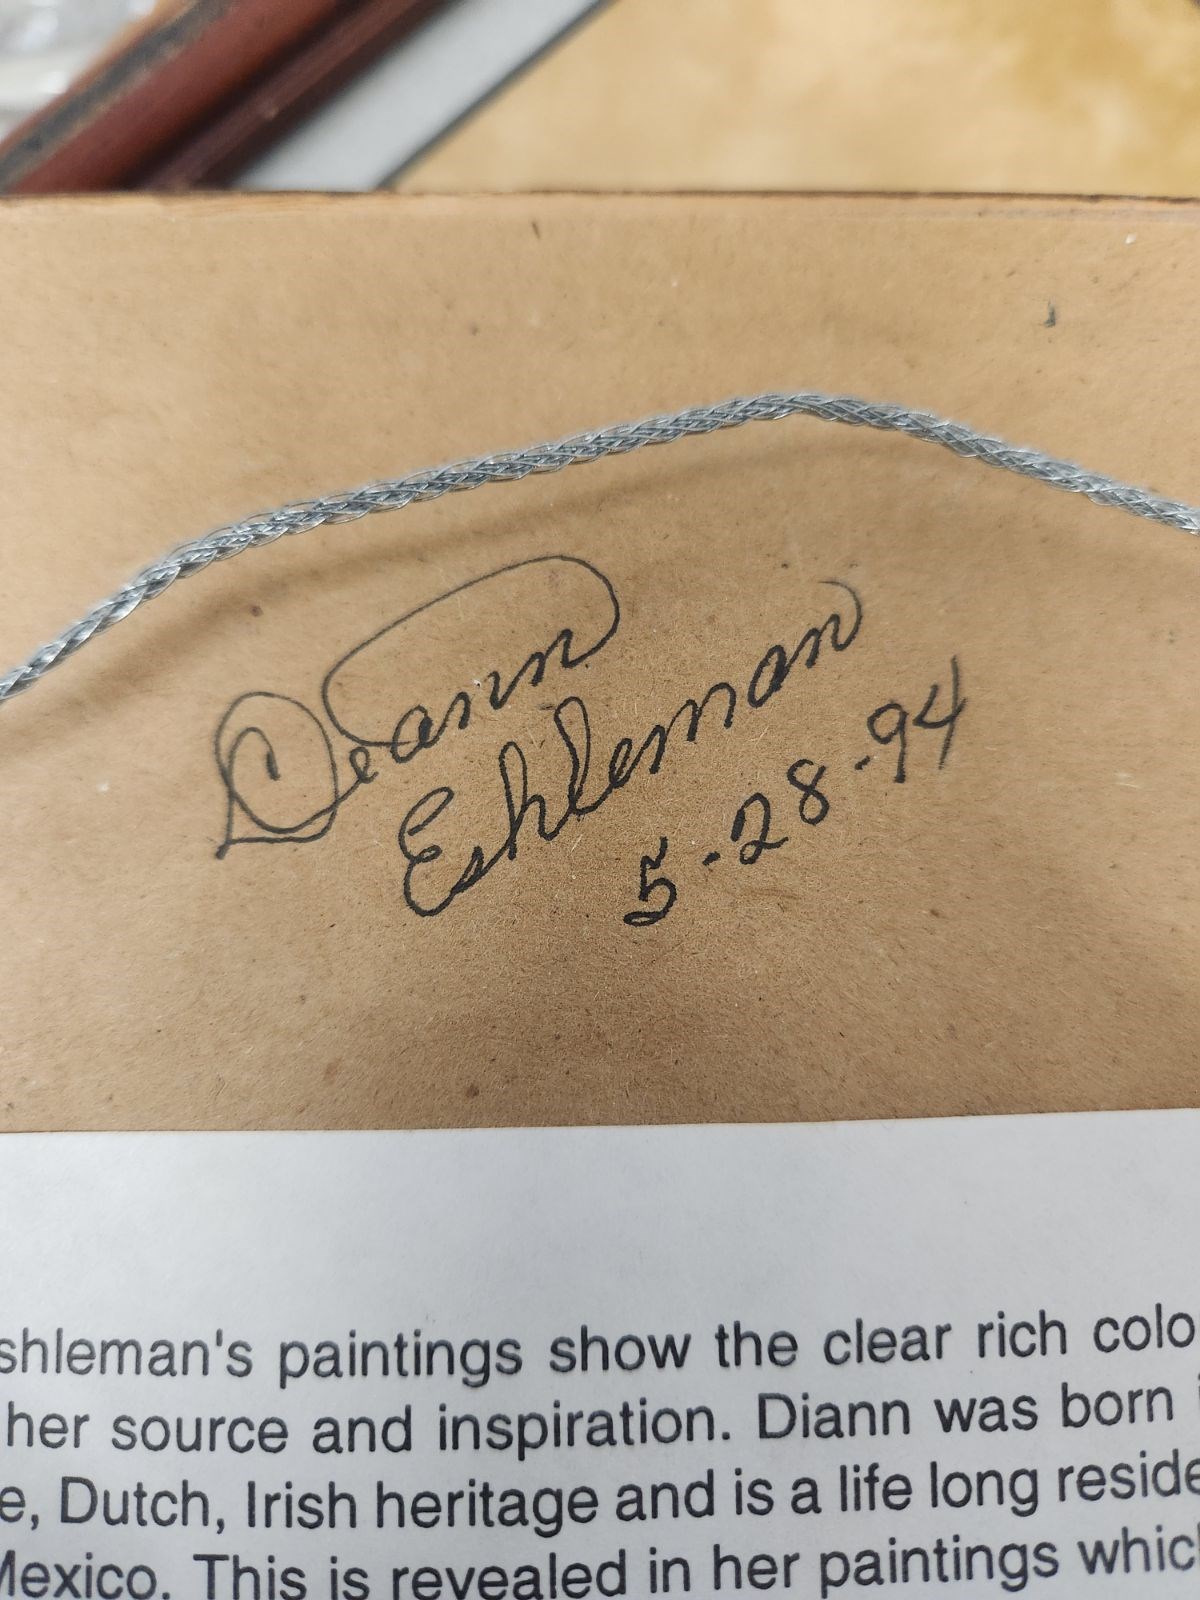 Diann
Eshleman
5-28-94
shleman's paintings show the clear rich colo
her source and inspiration. Diann was born i
e, Dutch, Irish heritage and is a life long reside
Mexico. This is revealed in her paintings which